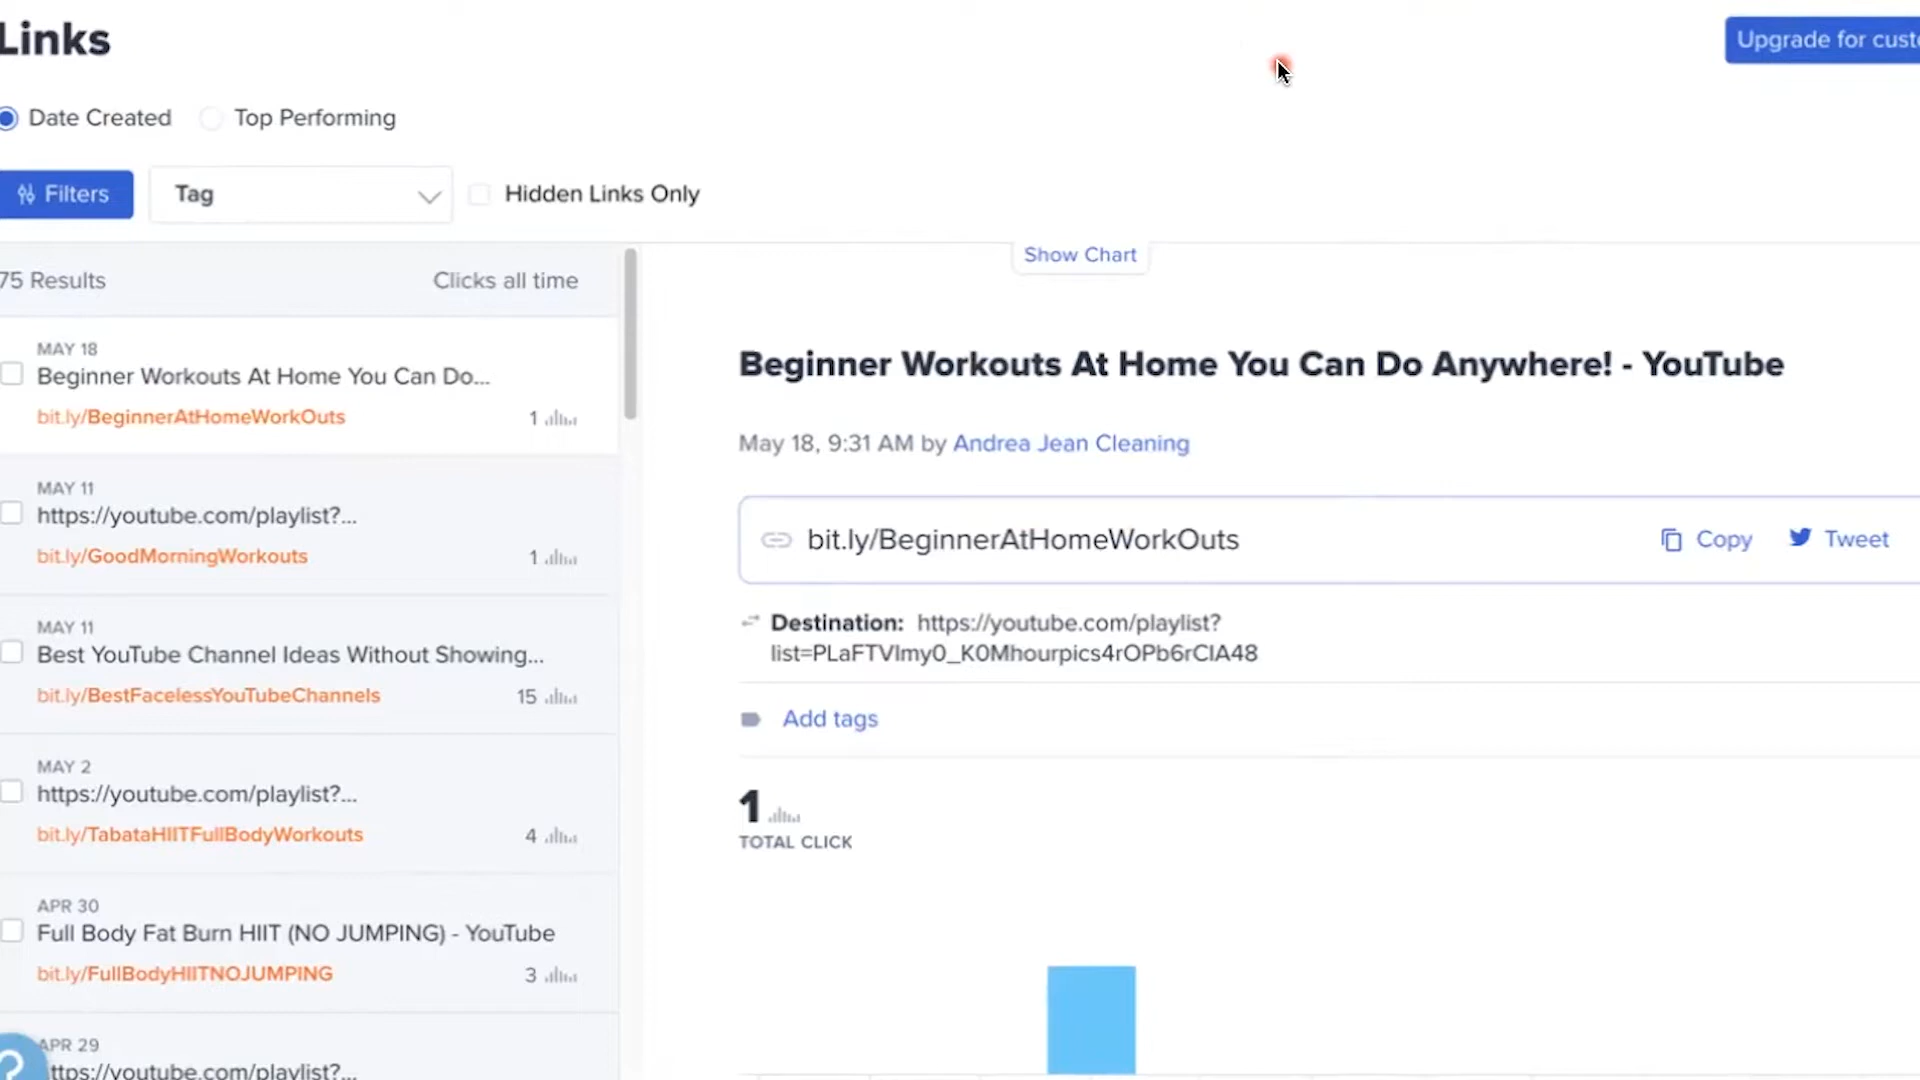 Links
Upgrade for
Date Created
Top Performing
Filters
Tag
Hidden Links Only
75 Results
Clicks all time
Show Chart
MAY 18
Beginner Workouts At Home You Can Do...
bit.ly/BeginnerAtHomeWorkOuts
1
MAY 11
https://youtube.com/playlist?...
bit.ly/GoodMorningWorkouts
1
MAY 11
Best YouTube Channel Ideas Without Showing...
bit.ly/BestFacelessYouTubeChannels
15
MAY 2
https://youtube.com/playlist?...
bit.ly/TabataHIITFullBodyWorkouts
4
APR 30
Full Body Fat Burn HIIT (NO JUMPING) - YouTube
bit.ly/FullBodyHIITNOJUMPING
3
APR 29
ttps://youtube.com/playlist?...
?
Beginner Workouts At Home You Can Do Anywhere! - YouTube
May 18, 9:31 AM by Andrea Jean Cleaning
bit.ly/BeginnerAtHomeWorkOuts
Copy
Tweet
Destination: https://youtube.com/playlist?
list=PLaFTVImy0_K0Mhourpics4rOPb6rCIA48
Add tags
1
TOTAL CLICK